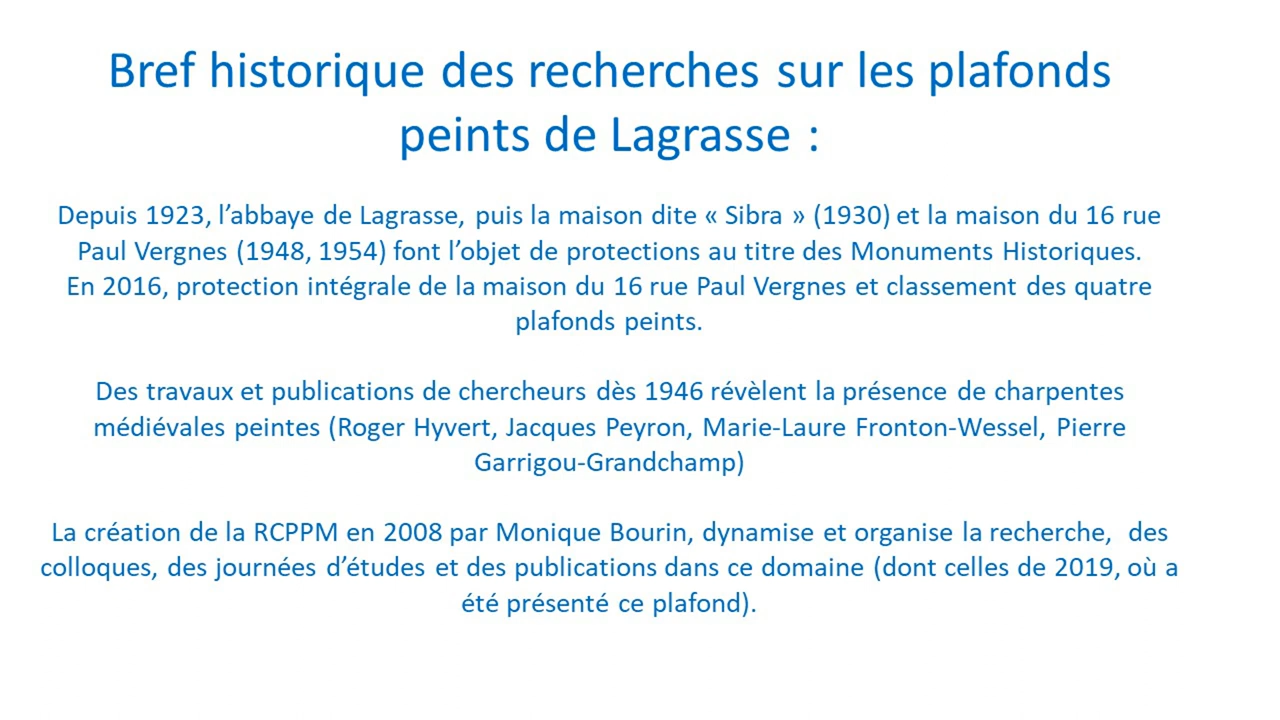 Bref historique des recherches sur les plafonds
peints de Lagrasse :
Depuis 1923, l’abbaye de Lagrasse, puis la maison dite « Sibra » (1930) et la maison du 16 rue
Paul Vergnes (1948, 1954) font l’objet de protections au titre des Monuments Historiques.
En 2016, protection intégrale de la maison du 16 rue Paul Vergnes et classement des quatre
plafonds peints.
Des travaux et publications de chercheurs dès 1946 révèlent la présence de charpentes
médiévales peintes (Roger Hyvert, Jacques Peyron, Marie-Laure Fronton-Wessel, Pierre
Garrigou-Grandchamp)
La création de la RCPPM en 2008 par Monique Bourin, dynamise et organise la recherche, des
colloques, des journées d’études et des publications dans ce domaine (dont celles de 2019, où a
été présenté ce plafond).